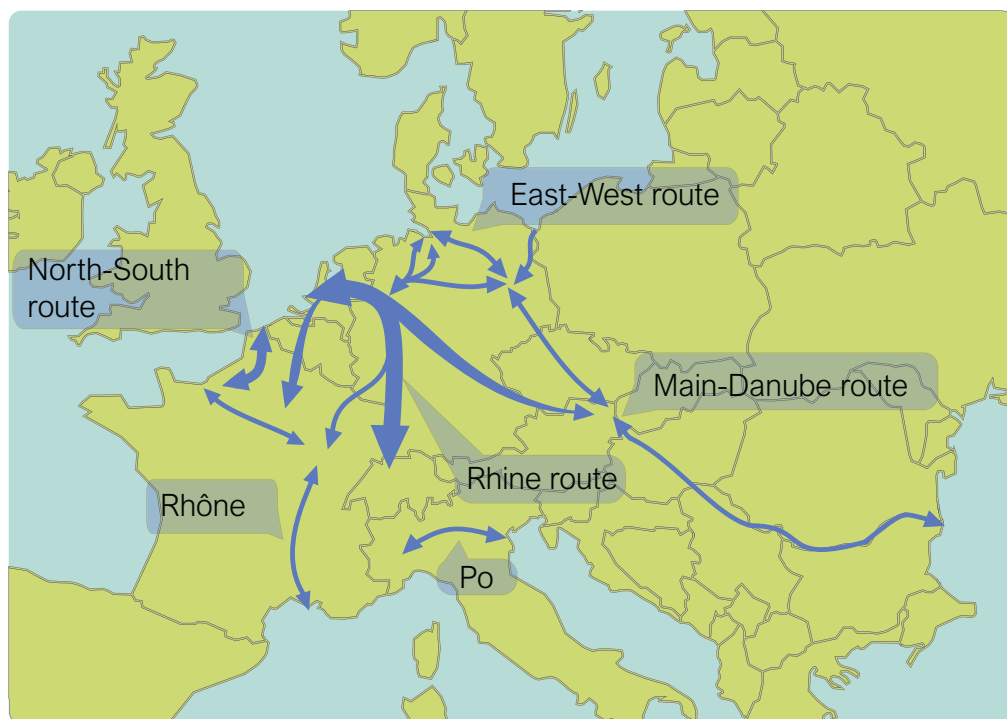 East-West route
North-South
route
Main-Danube route
Rhine route
Rhône
Po